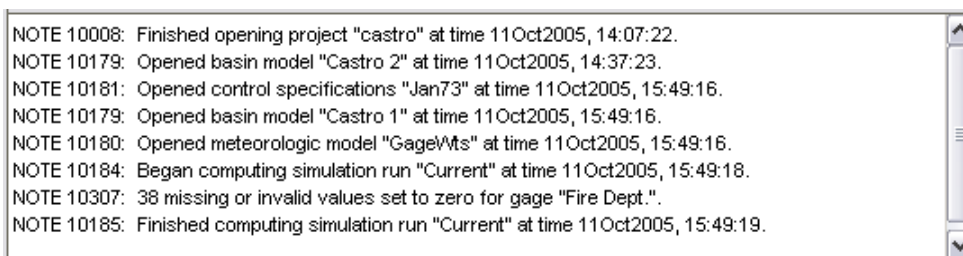 NOTE 10008: Finished opening project "castro" at time 11Oct2005, 14:07:22.
NOTE 10179: Opened basin model "Castro 2" at time 11Oct2005, 14:37:23.
NOTE 10181: Opened control specifications "Jan73" at time 11Oct2005, 15:49:16.
NOTE 10179: Opened basin model "Castro 1" at time 11Oct2005, 15:49:16.
NOTE 10180: Opened meteorologic model "GageWts" at time 11Oct2005, 15:49:16.
NOTE 10184: Began computing simulation run "Current" at time 11Oct2005, 15:49:18.
NOTE 10307: 38 missing or invalid values set to zero for gage "Fire Dept.".
NOTE 10185: Finished computing simulation run "Current" at time 11Oct2005, 15:49:19.